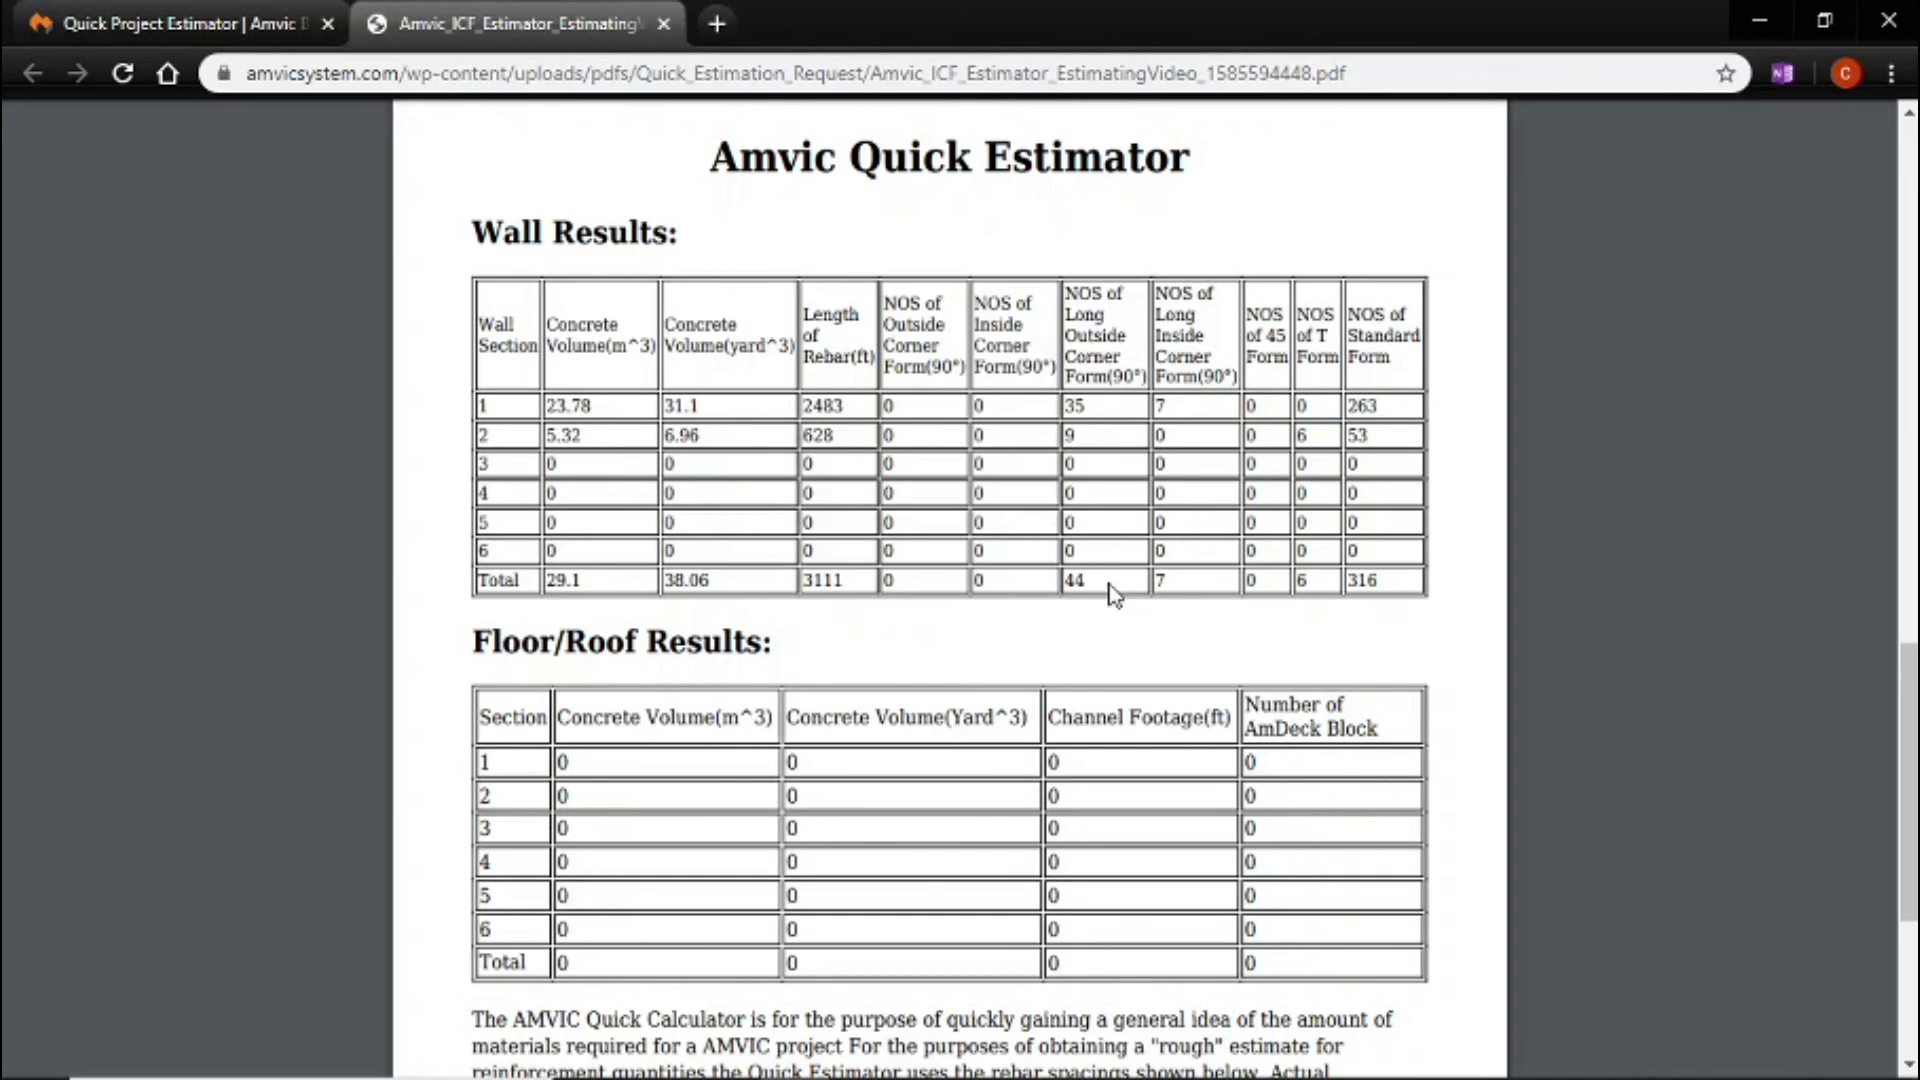 Quick Project Estimator | Amvic
Amvic_ICF_Estimator_Estimating
amvicsystem.com/wp-content/uploads/pdfs/Quick_Estimation_Request/Amvic_ICF_Estimator_EstimatingVideo_1585594448.pdf
C
Amvic Quick Estimator
Wall Results:
Wall Section Concrete Volume(m^3) Concrete Volume(yard^3) Length of Rebar(ft) NOS of Outside Corner Form(90°) NOS of Inside Corner Form(90°) NOS of Long Outside Corner Form(90°) NOS of Long Inside Corner Form(90°) NOS of 45 Form NOS of T Form NOS of Standard Form
1 23.78 31.1 2483 0 0 35 7 0 0 263
2 5.32 6.96 628 0 0 9 0 0 6 53
3 0 0 0 0 0 0 0 0 0 0
4 0 0 0 0 0 0 0 0 0 0
5 0 0 0 0 0 0 0 0 0 0
6 0 0 0 0 0 0 0 0 0 0
Total 29.1 38.06 3111 0 0 44 7 0 6 316
Floor/Roof Results:
Section Concrete Volume(m^3) Concrete Volume(Yard^3) Channel Footage(ft) Number of AmDeck Block
1 0 0 0 0
2 0 0 0 0
3 0 0 0 0
4 0 0 0 0
5 0 0 0 0
6 0 0 0 0
Total 0 0 0 0
The AMVIC Quick Calculator is for the purpose of quickly gaining a general idea of the amount of
materials required for a AMVIC project For the purposes of obtaining a "rough" estimate for
reinforcement quantities the Quick Estimator uses the rebar spacings shown below. Actual